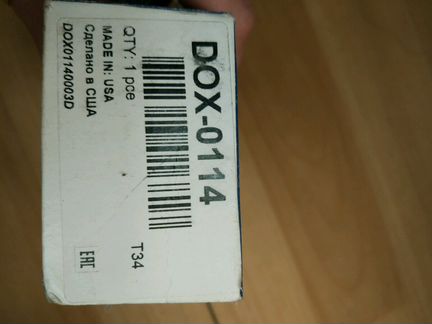 DOX-0114
QTY: 1 pce
MADE IN: USA
Сделано в США
DOX01140003D
T34
EAC